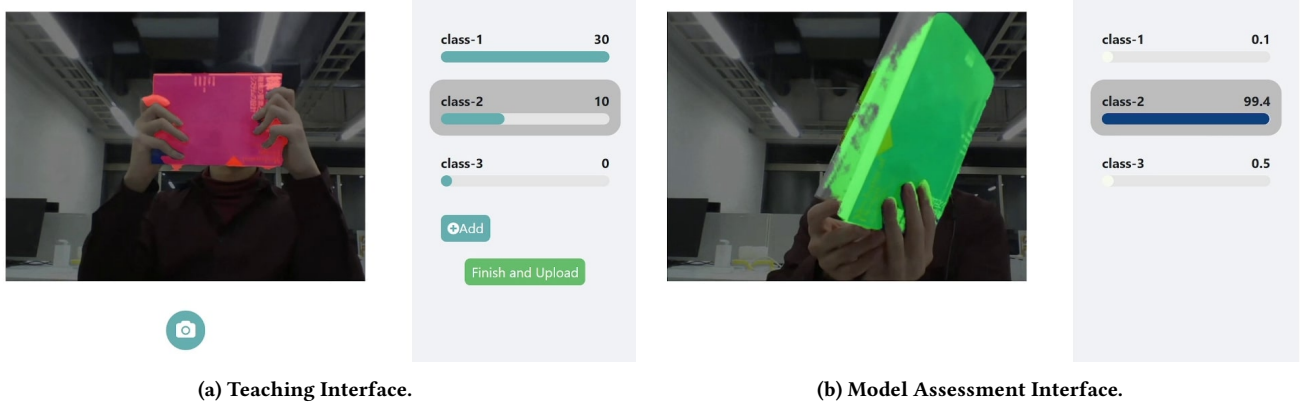 class-1 30
class-2 10
class-3 0
Add
Finish and Upload
class-1 0.1
class-2 99.4
class-3 0.5
(a) Teaching Interface.
(b) Model Assessment Interface.